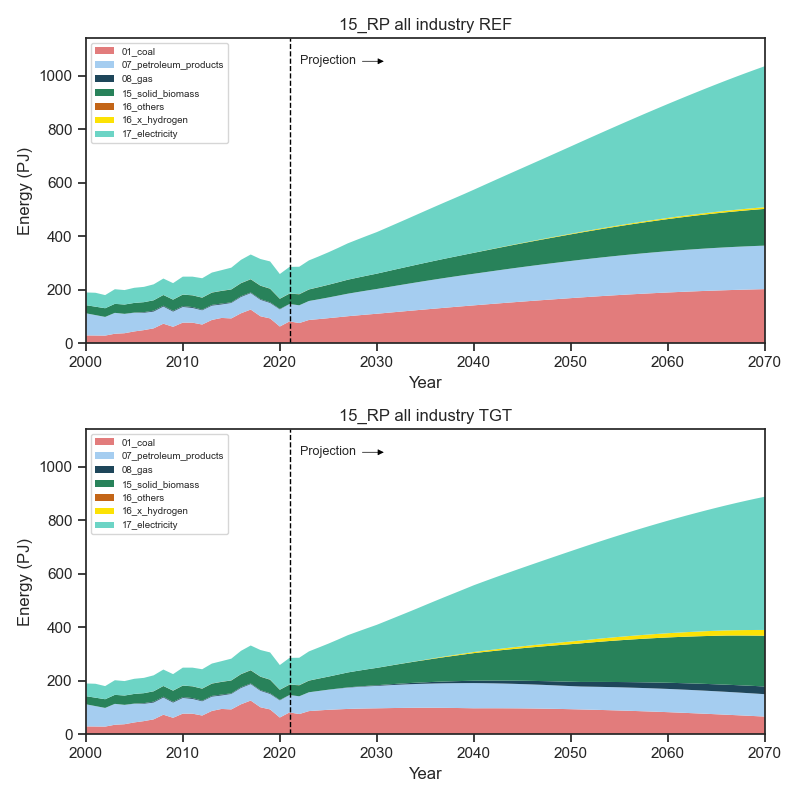 15_RP all industry REF
01_coal
07_petroleum_products
08_gas
15_solid_biomass
16_others
16_x_hydrogen
17_electricity
Projection
Energy (PJ)
1000
800
600
400
200
0
2000 2010 2020 2030 2040 2050 2060 2070
Year
15_RP all industry TGT
01_coal
07_petroleum_products
08_gas
15_solid_biomass
16_others
16_x_hydrogen
17_electricity
Projection
Energy (PJ)
1000
800
600
400
200
0
2000 2010 2020 2030 2040 2050 2060 2070
Year